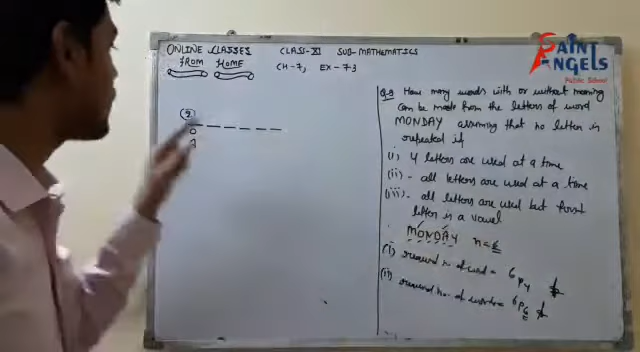 ONLINE CLASSES
FROM HOME
CLASS-XI SUB-MATHEMATICS
CH-7, EX-7.3
PAINT ANGELS
Public School
(2)
0
Q.9 How many words with or without meaning
can be made from the letters of word
MONDAY assuming that no letter is
repeated if
(i) 4 letters are used at a time
(ii) - all letters are used at a time
(iii) - all letters are used but first
letter is a vowel
MONDAY n=6
(i) required no. of word = 6P4
(ii) required no. of words = 6P6